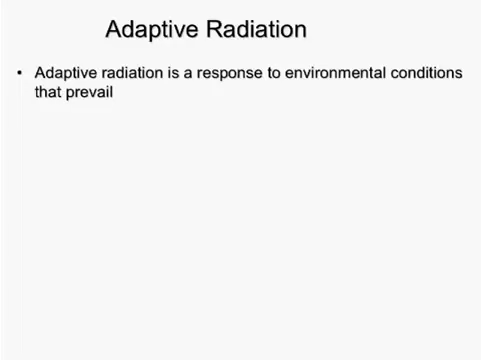 Adaptive Radiation
• Adaptive radiation is a response to environmental conditions
that prevail